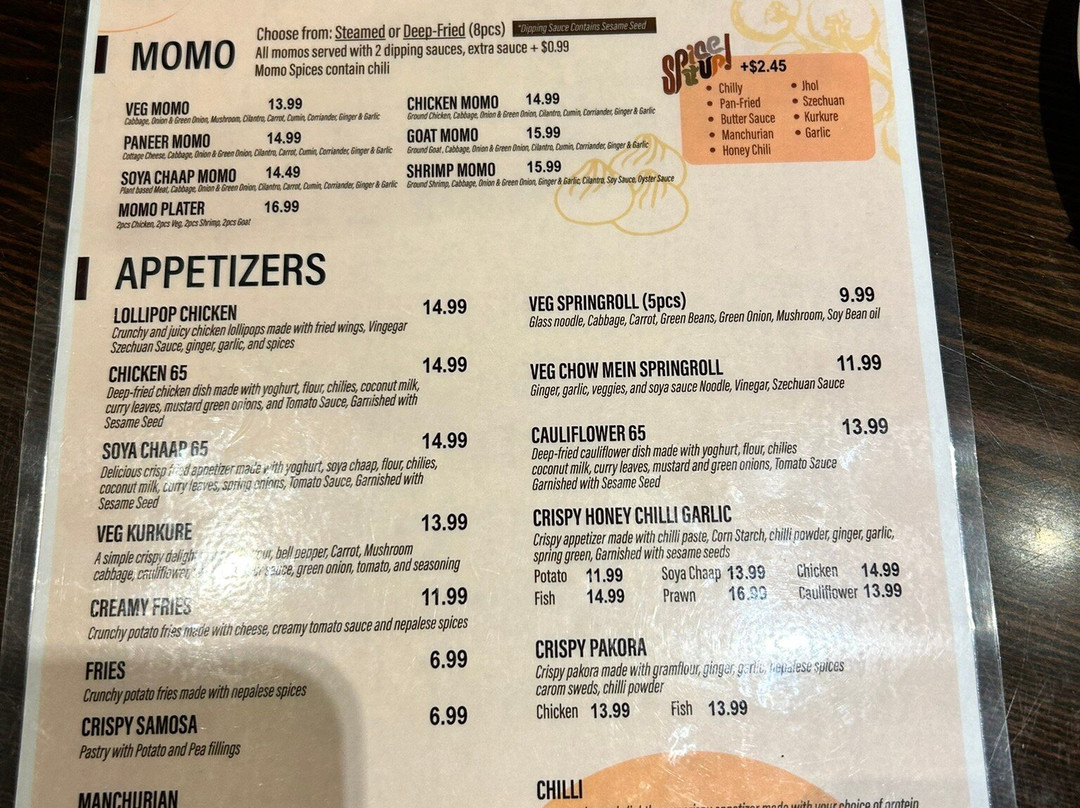 MOMO
Choose from: Steamed or Deep-Fried (8pcs) *Dipping Sauce Contains Sesame Seed
All momos served with 2 dipping sauces, extra sauce + $0.99
Momo Spices contain chili
VEG MOMO 13.99
Cabbage, Onion & Green Onion, Mushroom, Cilantro, Carrot, Cumin, Corriander, Ginger & Garlic
PANEER MOMO 14.99
Cottage Cheese, Cabbage, Onion & Green Onion, Cilantro, Carrot, Cumin, Corriander, Ginger & Garlic
SOYA CHAAP MOMO 14.49
Plant based Meat, Cabbage, Onion & Green Onion, Cilantro, Carrot, Cumin, Corriander, Ginger & Garlic
MOMO PLATER 16.99
2pcs Chicken, 2pcs Veg, 2pcs Shrimp, 2pcs Goat
CHICKEN MOMO 14.99
Ground Chicken, Cabbage, Onion & Green Onion, Cilantro, Cumin, Corriander, Ginger & Garlic
GOAT MOMO 15.99
Ground Goat, Cabbage, Onion & Green Onion, Cilantro, Cumin, Corriander, Ginger & Garlic
SHRIMP MOMO 15.99
Ground Shrimp, Cabbage, Onion & Green Onion, Ginger & Garlic, Cilantro, Soy Sauce, Oyster Sauce
Spice it up! +$2.45
• Chilly
• Pan-Fried
• Butter Sauce
• Manchurian
• Honey Chili
• Jhol
• Szechuan
• Kurkure
• Garlic
APPETIZERS
LOLLIPOP CHICKEN 14.99
Crunchy and juicy chicken lollipops made with fried wings, Vingegar
Szechuan Sauce, ginger, garlic, and spices
CHICKEN 65 14.99
Deep-fried chicken dish made with yoghurt, flour, chilies, coconut milk,
curry leaves, mustard green onions, and Tomato Sauce, Garnished with
Sesame Seed
SOYA CHAAP 65 14.99
Delicious crisp fried appetizer made with yoghurt, soya chaap, flour, chilies,
coconut milk, curry leaves, spring onions, Tomato Sauce, Garnished with
Sesame Seed
VEG KURKURE 13.99
A simple crispy delight bell pepper, Carrot, Mushroom
cabbage, cauliflower, sauce, green onion, tomato, and seasoning
CREAMY FRIES 11.99
Crunchy potato fries made with cheese, creamy tomato sauce and nepalese spices
FRIES 6.99
Crunchy potato fries made with nepalese spices
CRISPY SAMOSA 6.99
Pastry with Potato and Pea fillings
MANCHURIAN
VEG SPRINGROLL (5pcs) 9.99
Glass noodle, Cabbage, Carrot, Green Beans, Green Onion, Mushroom, Soy Bean oil
VEG CHOW MEIN SPRINGROLL 11.99
Ginger, garlic, veggies, and soya sauce Noodle, Vinegar, Szechuan Sauce
CAULIFLOWER 65 13.99
Deep-fried cauliflower dish made with yoghurt, flour, chilies
coconut milk, curry leaves, mustard and green onions, Tomato Sauce
Garnished with Sesame Seed
CRISPY HONEY CHILLI GARLIC
Crispy appetizer made with chilli paste, Corn Starch, chilli powder, ginger, garlic,
spring green, Garnished with sesame seeds
Potato 11.99 Soya Chaap 13.99 Chicken 14.99
Fish 14.99 Prawn 16.99 Cauliflower 13.99
CRISPY PAKORA
Crispy pakora made with gramflour, ginger, garlic, nepalese spices
carom sweds, chilli powder
Chicken 13.99 Fish 13.99
CHILLI
appetizer made with your choice of protein